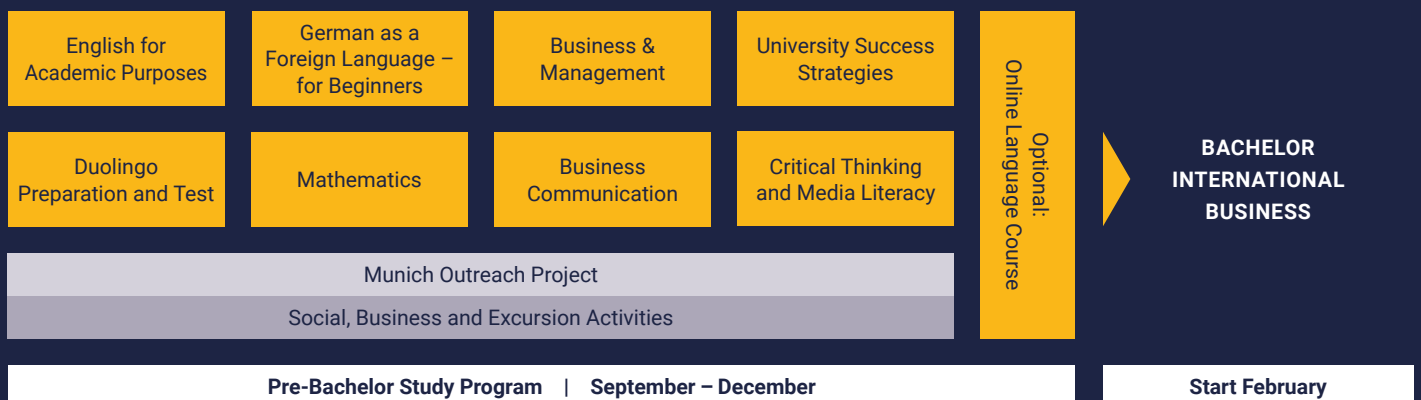 English for
Academic Purposes
German as a
Foreign Language –
for Beginners
Business &
Management
University Success
Strategies
Duolingo
Preparation and Test
Mathematics
Business
Communication
Critical Thinking
and Media Literacy
Optional:
Online Language Course
Munich Outreach Project
Social, Business and Excursion Activities
BACHELOR
INTERNATIONAL
BUSINESS
Pre-Bachelor Study Program | September – December
Start February